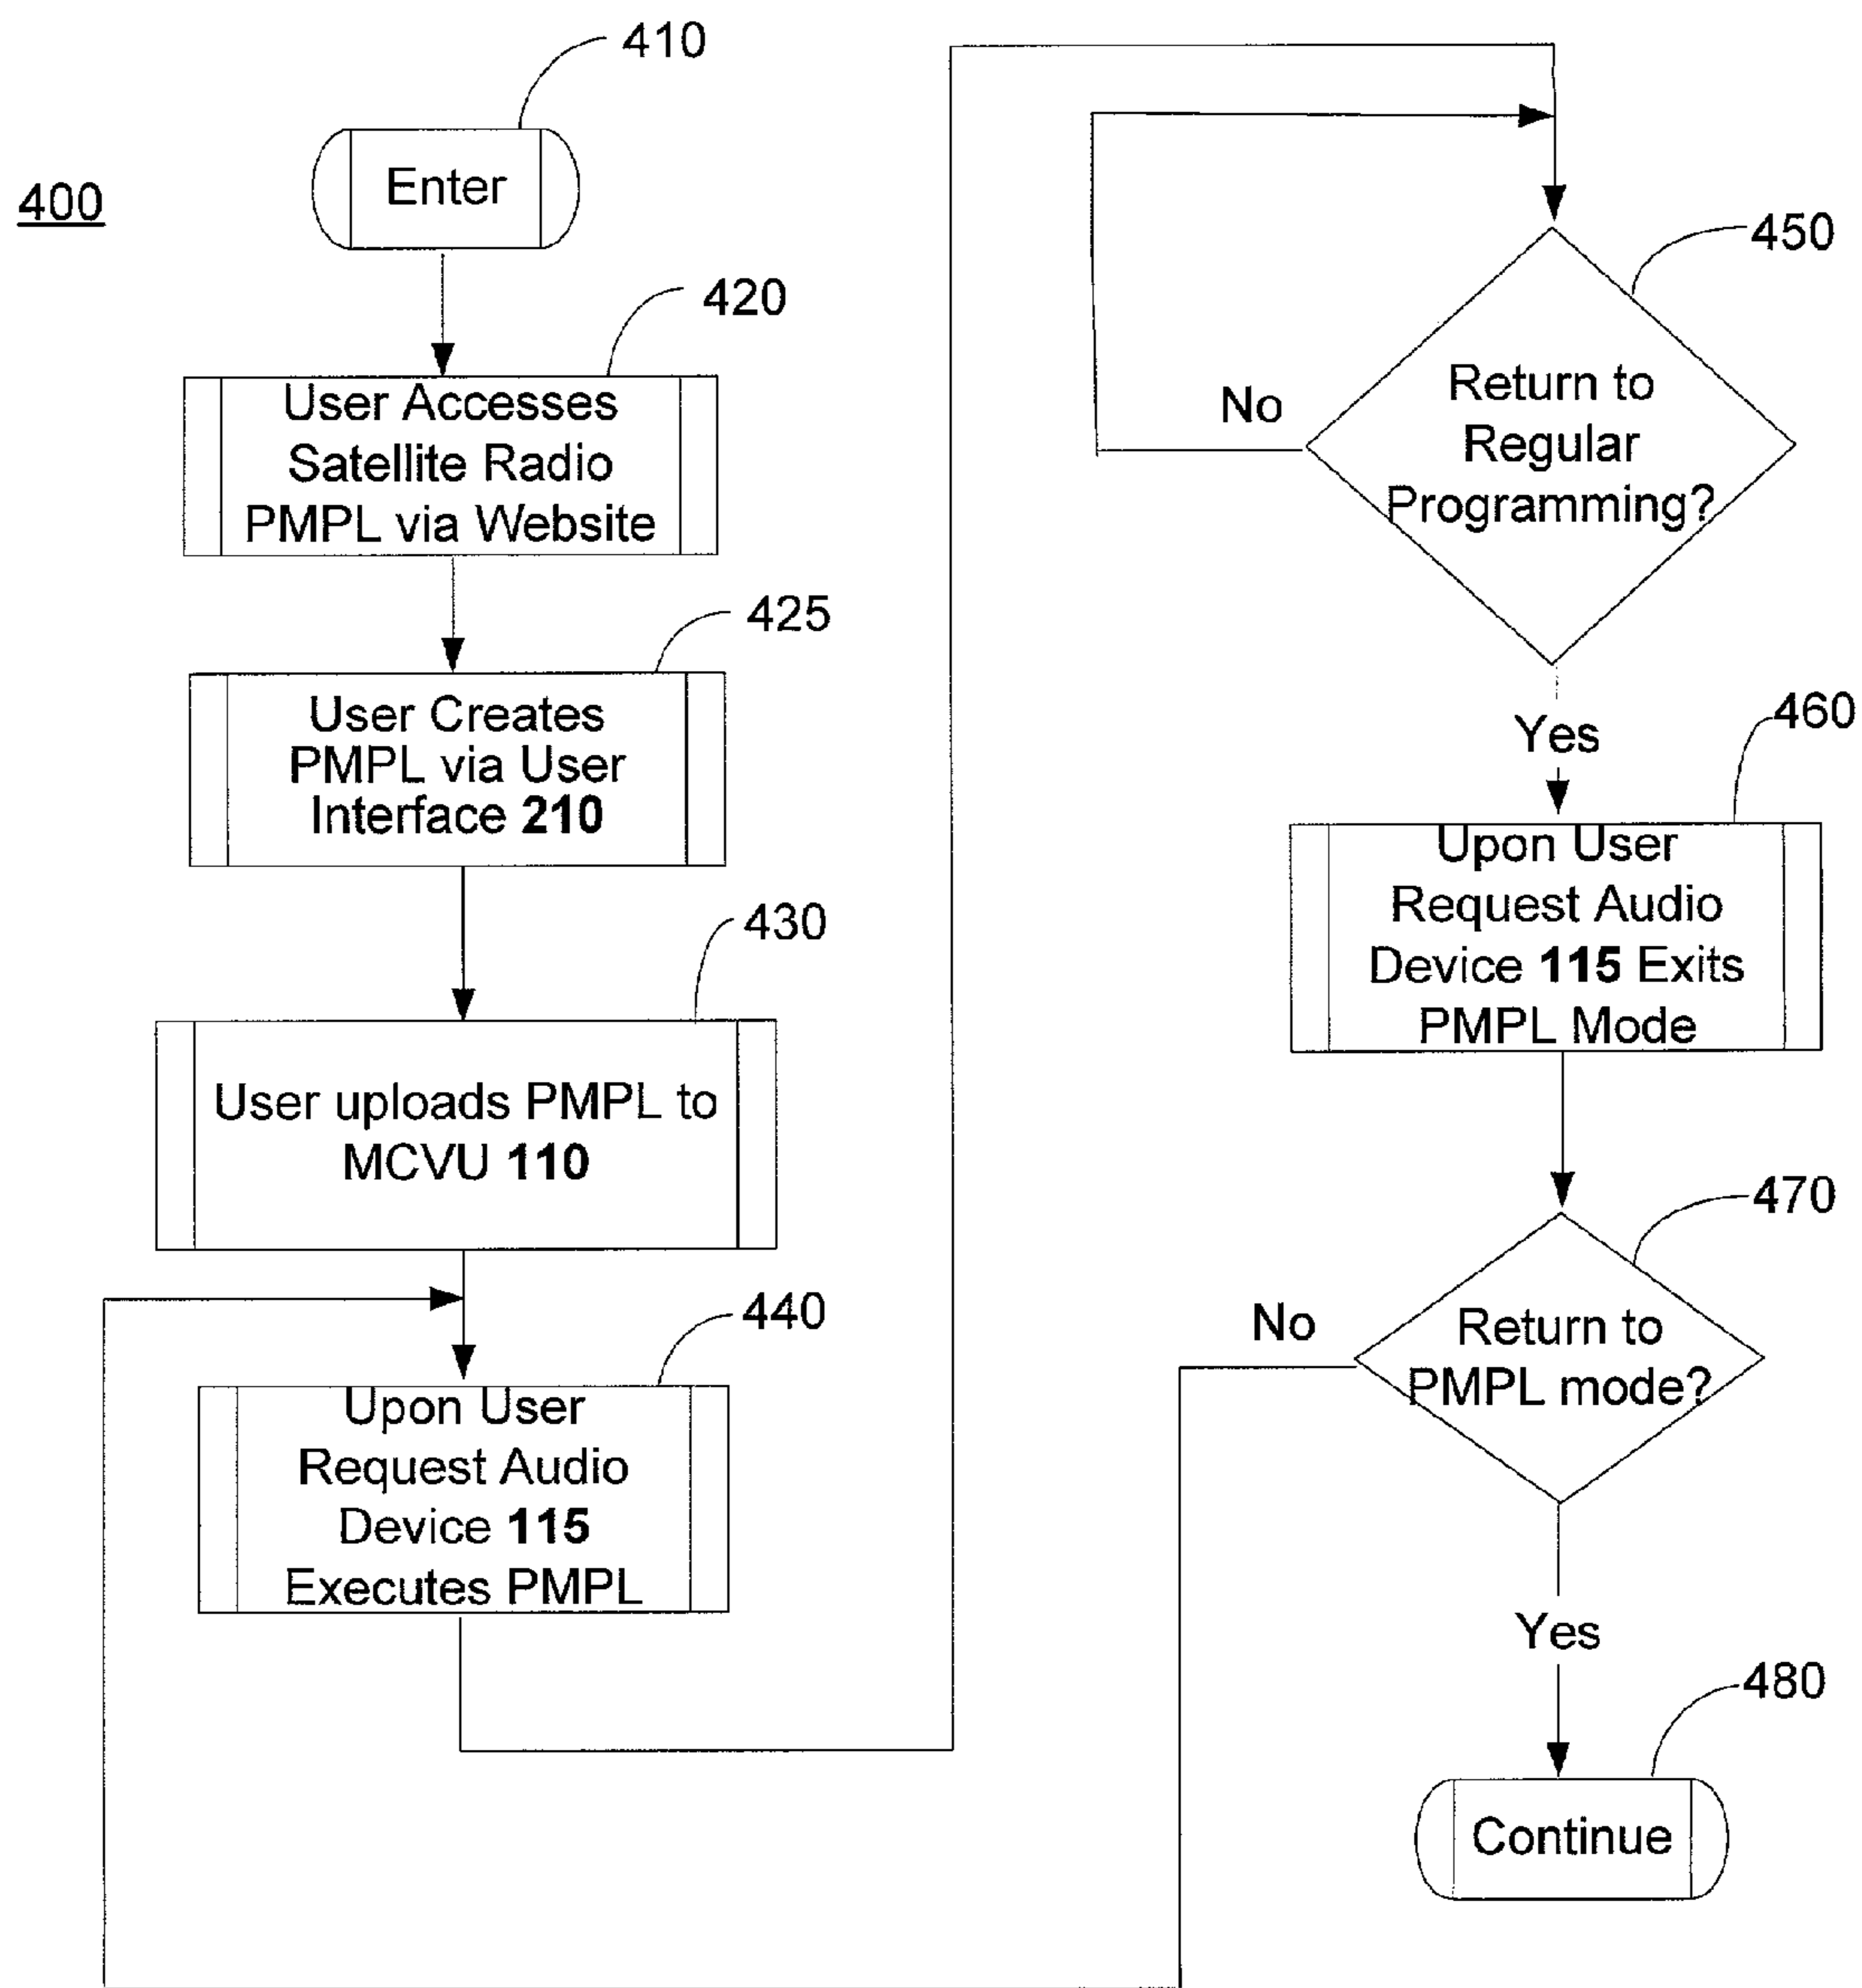 400
410
Enter
420
User Accesses
Satellite Radio
PMPL via Website
425
User Creates
PMPL via User
Interface 210
430
User uploads PMPL to
MCVU 110
440
Upon User
Request Audio
Device 115
Executes PMPL
450
Return to
Regular
Programming?
No
Yes
460
Upon User
Request Audio
Device 115 Exits
PMPL Mode
470
Return to
PMPL mode?
No
Yes
480
Continue